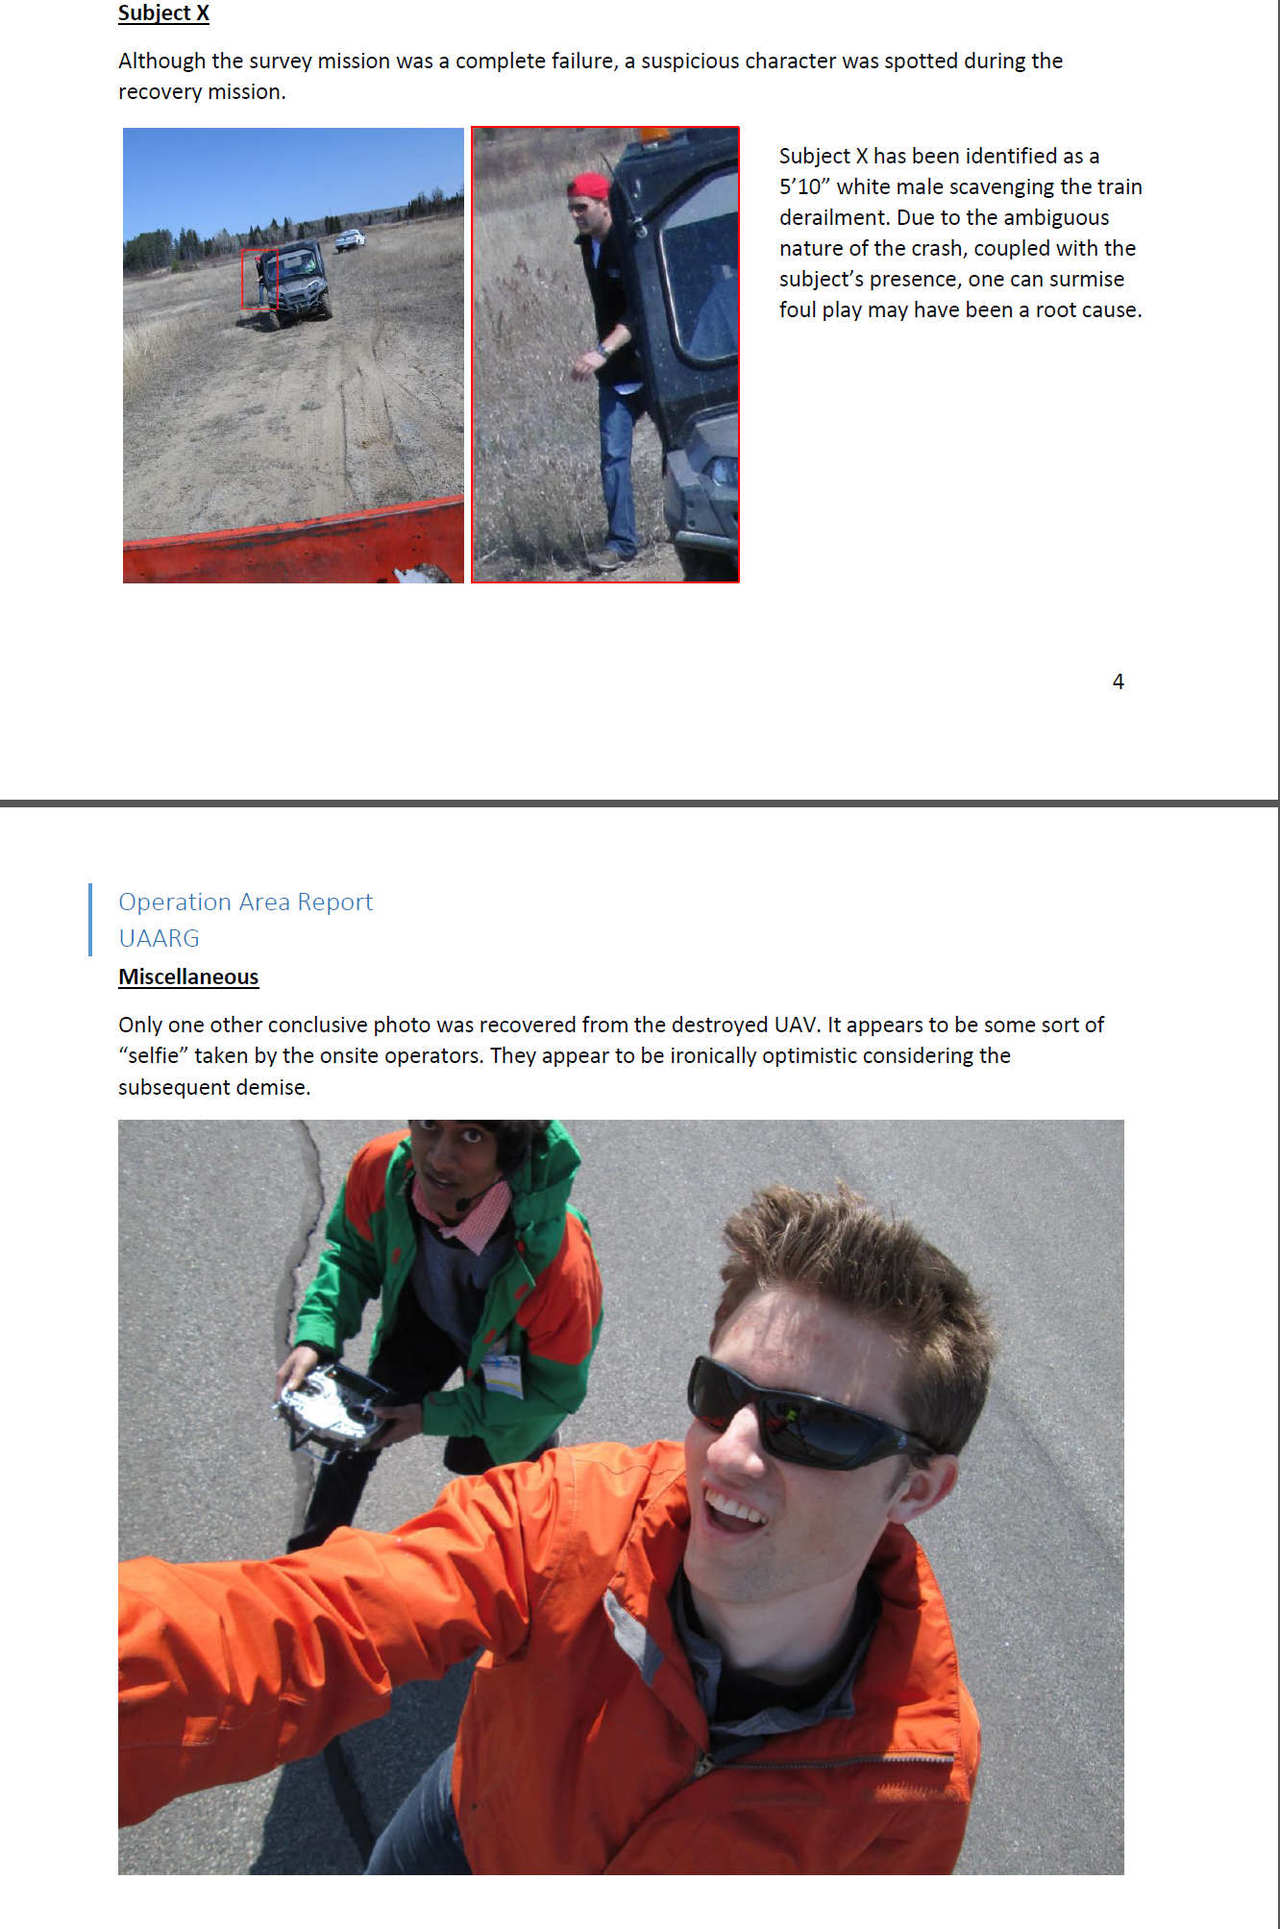 Subject X
Although the survey mission was a complete failure, a suspicious character was spotted during the
recovery mission.
Subject X has been identified as a
5’10” white male scavenging the train
derailment. Due to the ambiguous
nature of the crash, coupled with the
subject’s presence, one can surmise
foul play may have been a root cause.
4
Operation Area Report
UAARG
Miscellaneous
Only one other conclusive photo was recovered from the destroyed UAV. It appears to be some sort of
“selfie” taken by the onsite operators. They appear to be ironically optimistic considering the
subsequent demise.